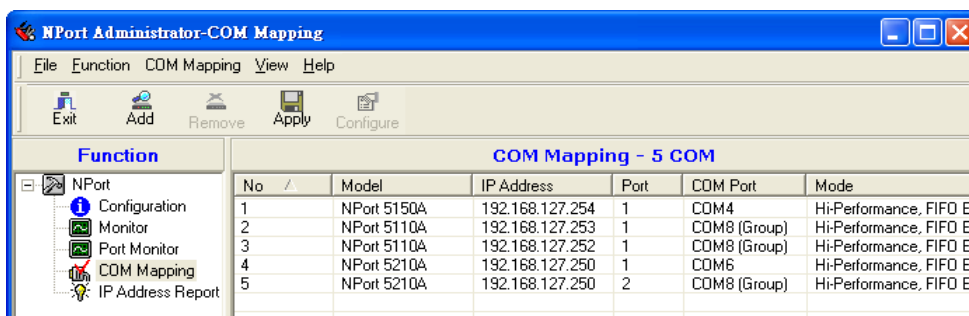 NPort Administrator-COM Mapping
File Function COM Mapping View Help
Exit Add Remove Apply Configure
Function
COM Mapping - 5 COM
NPort
Configuration
Monitor
Port Monitor
COM Mapping
IP Address Report
No Model IP Address Port COM Port Mode
1 NPort 5150A 192.168.127.254 1 COM4 Hi-Performance, FIFO E
2 NPort 5110A 192.168.127.253 1 COM8 (Group) Hi-Performance, FIFO E
3 NPort 5110A 192.168.127.252 1 COM8 (Group) Hi-Performance, FIFO E
4 NPort 5210A 192.168.127.250 1 COM6 Hi-Performance, FIFO E
5 NPort 5210A 192.168.127.250 2 COM8 (Group) Hi-Performance, FIFO E